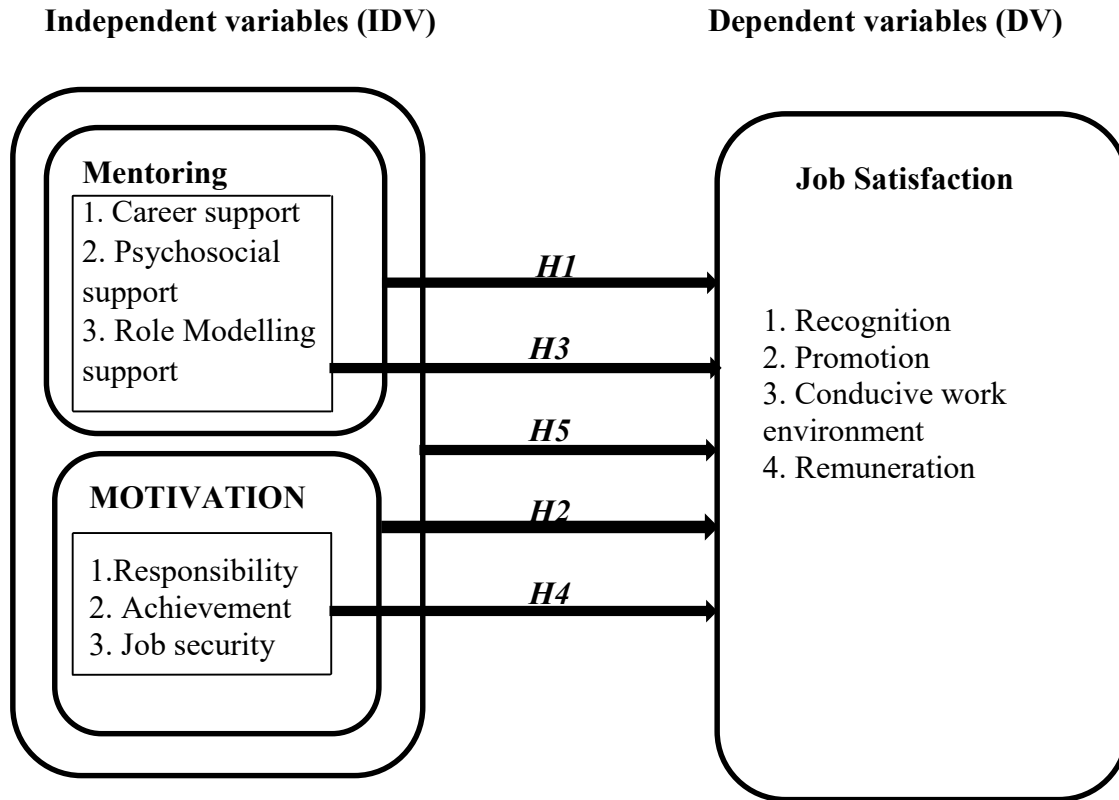 Independent variables (IDV)
Dependent variables (DV)
Mentoring
1. Career support
2. Psychosocial
support
3. Role Modelling
support
MOTIVATION
1.Responsibility
2. Achievement
3. Job security
H1
H3
H5
H2
H4
Job Satisfaction
1. Recognition
2. Promotion
3. Conducive work
environment
4. Remuneration